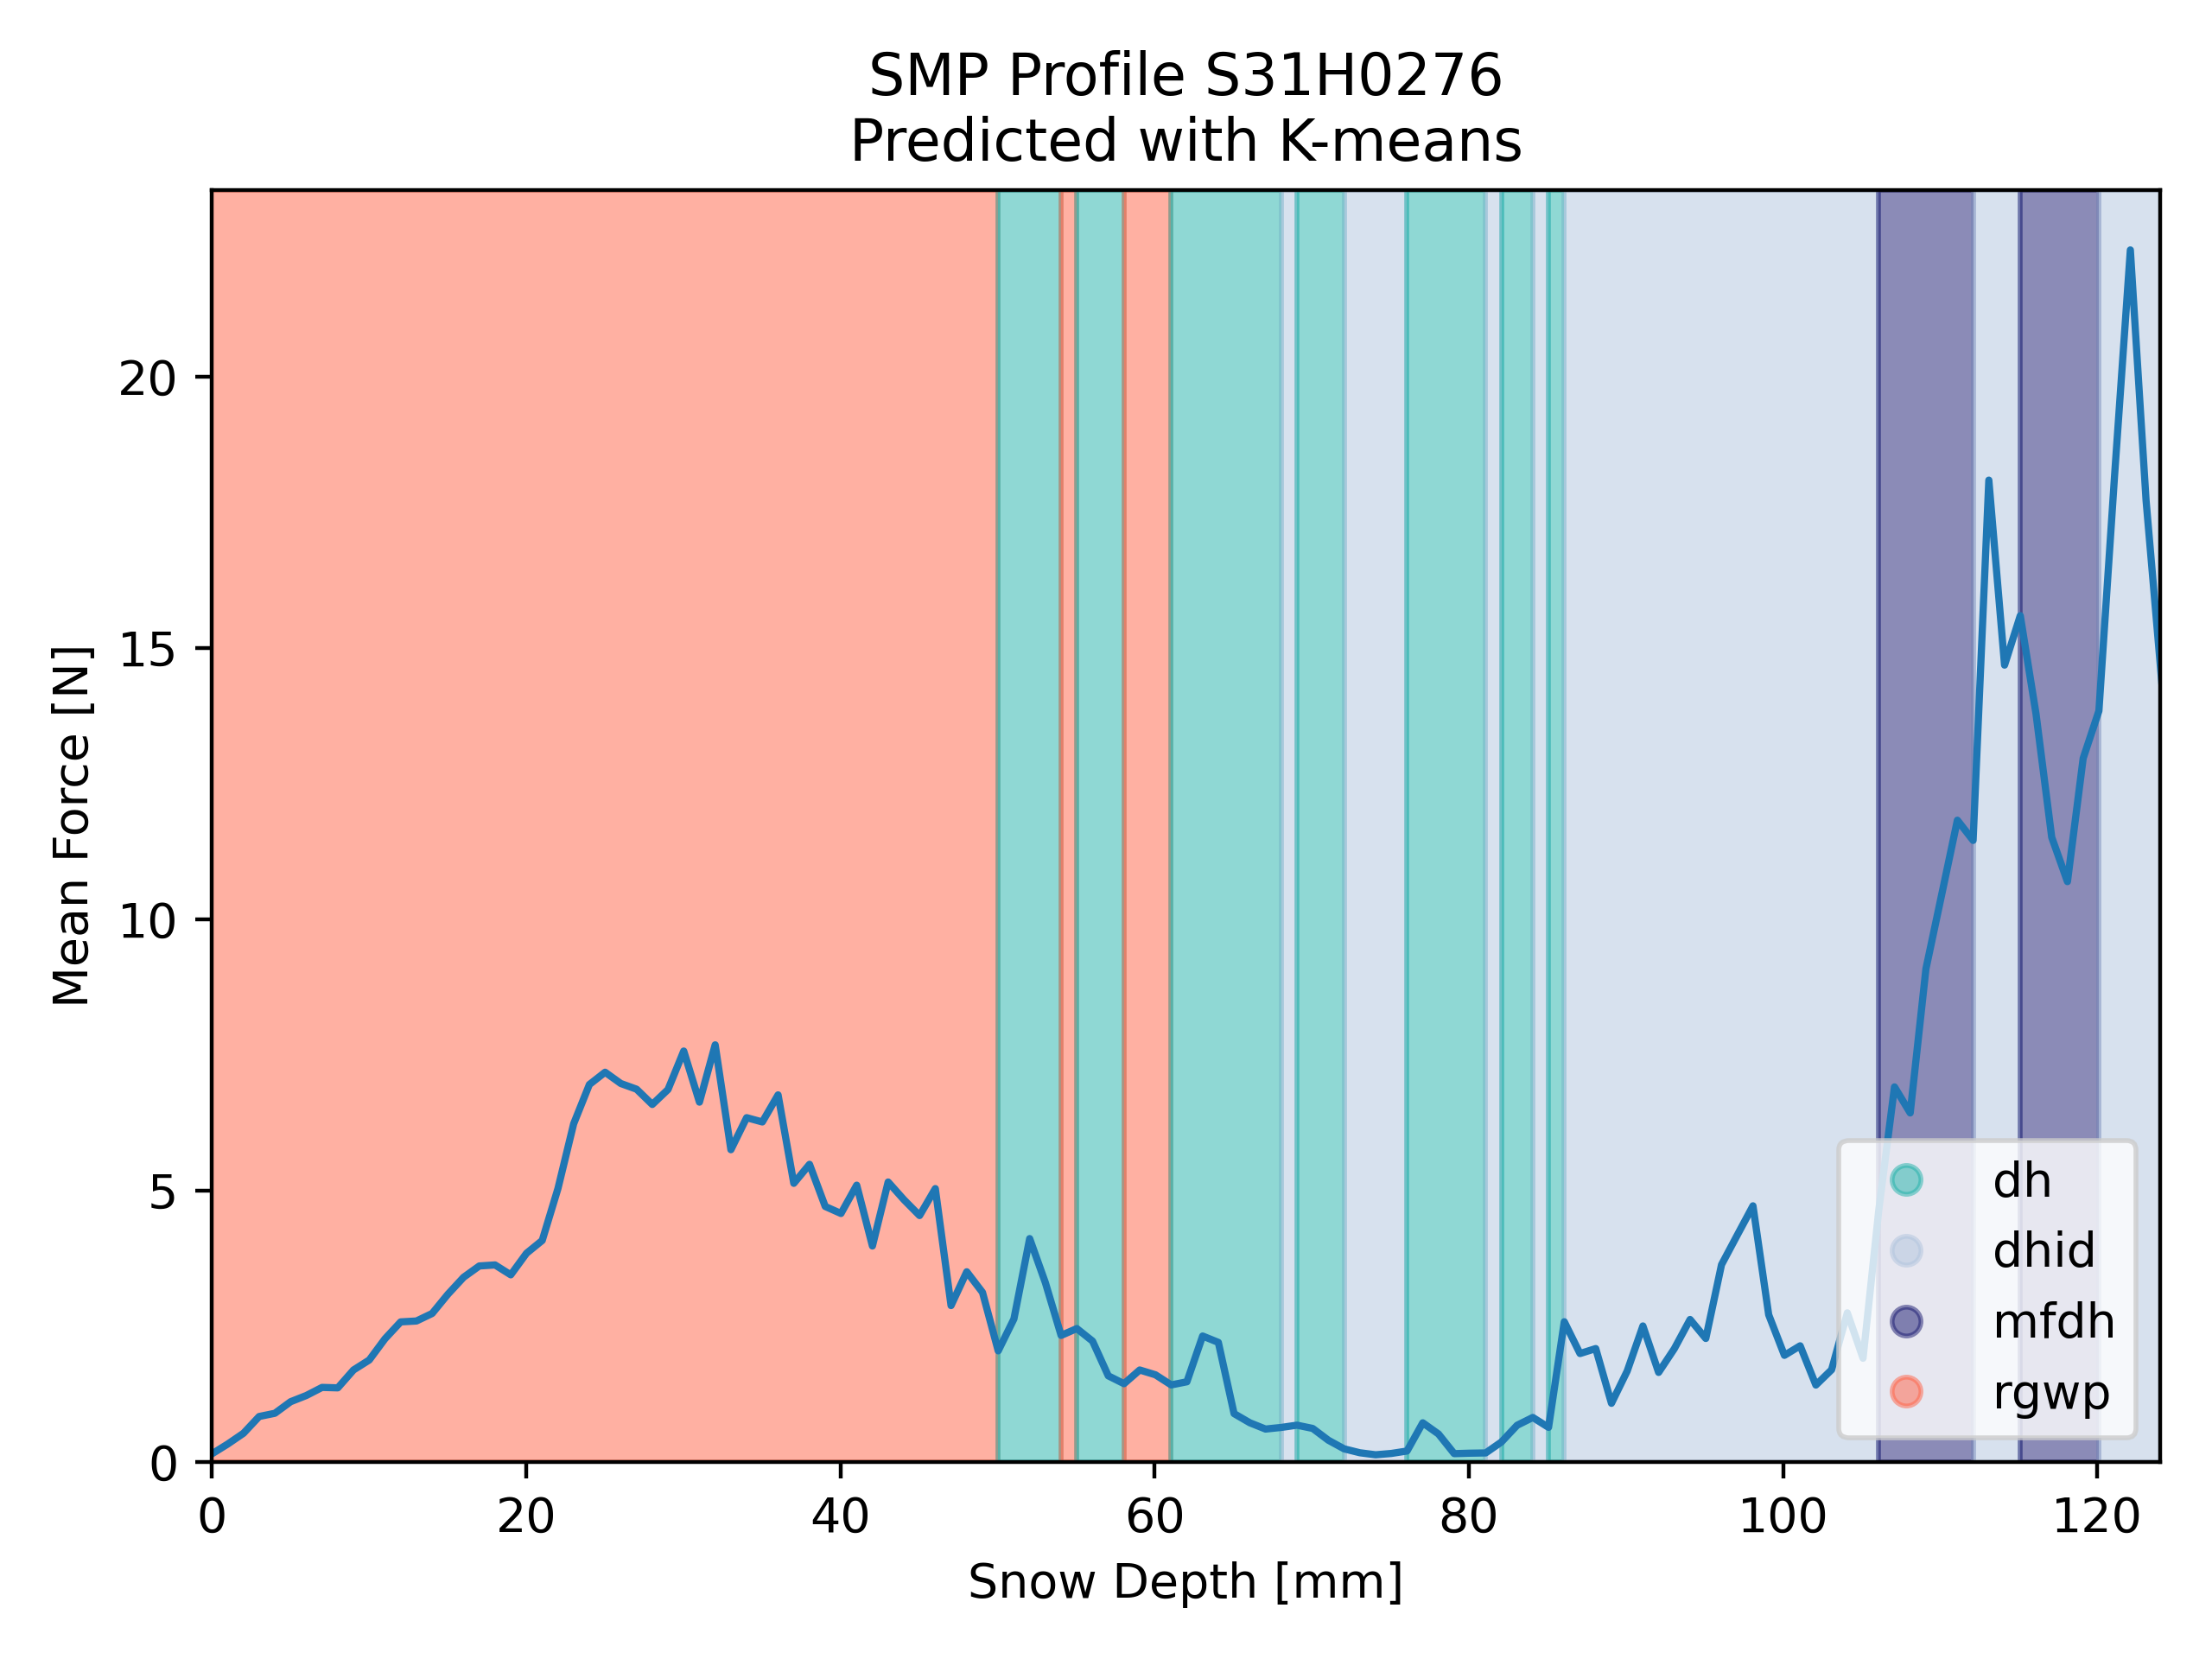 SMP Profile S31H0276
Predicted with K-means
Mean Force [N]
20
15
10
5
0
0 20 40 60 80 100 120
Snow Depth [mm]
dh
dhid
mfdh
rgwp